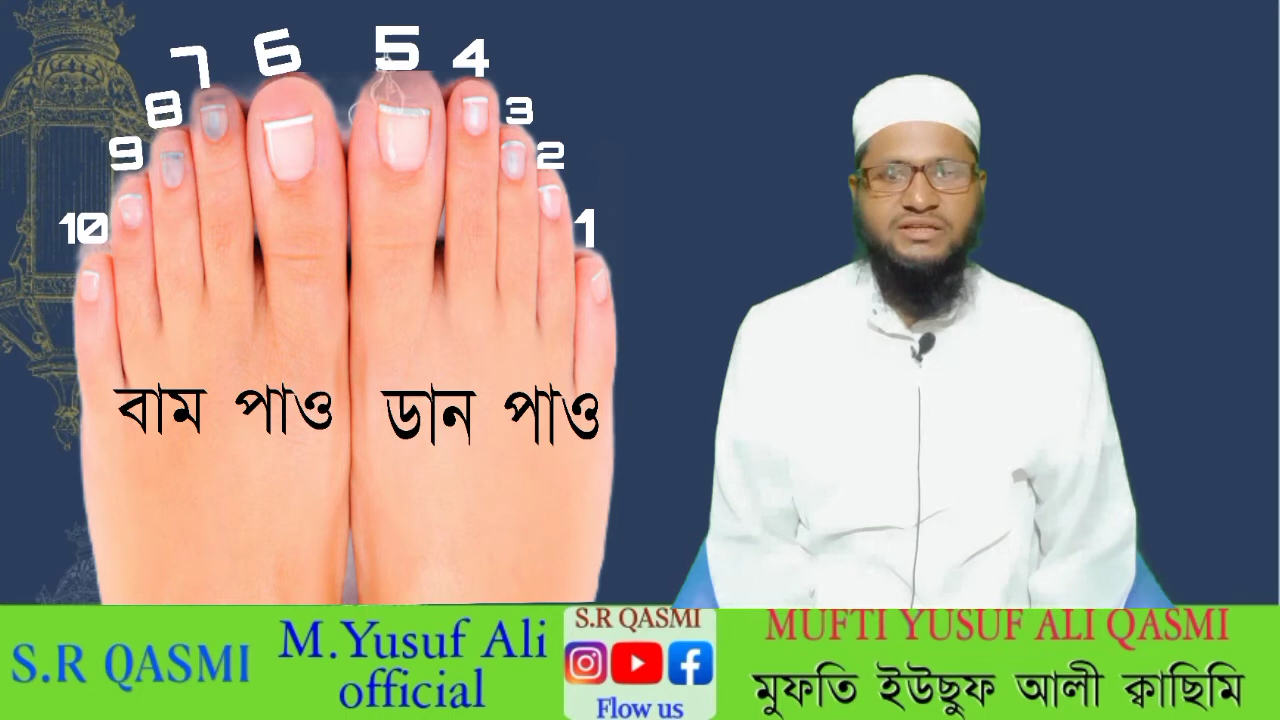 5
6
4
7
8
3
9
2
10
1
বাম পাও
ডান পাও
S.R QASMI
M.Yusuf Ali
official
S.R QASMI
Flow us
MUFTI YUSUF ALI QASMI
মুফতি ইউছুফ আলী ক্বাছিমি